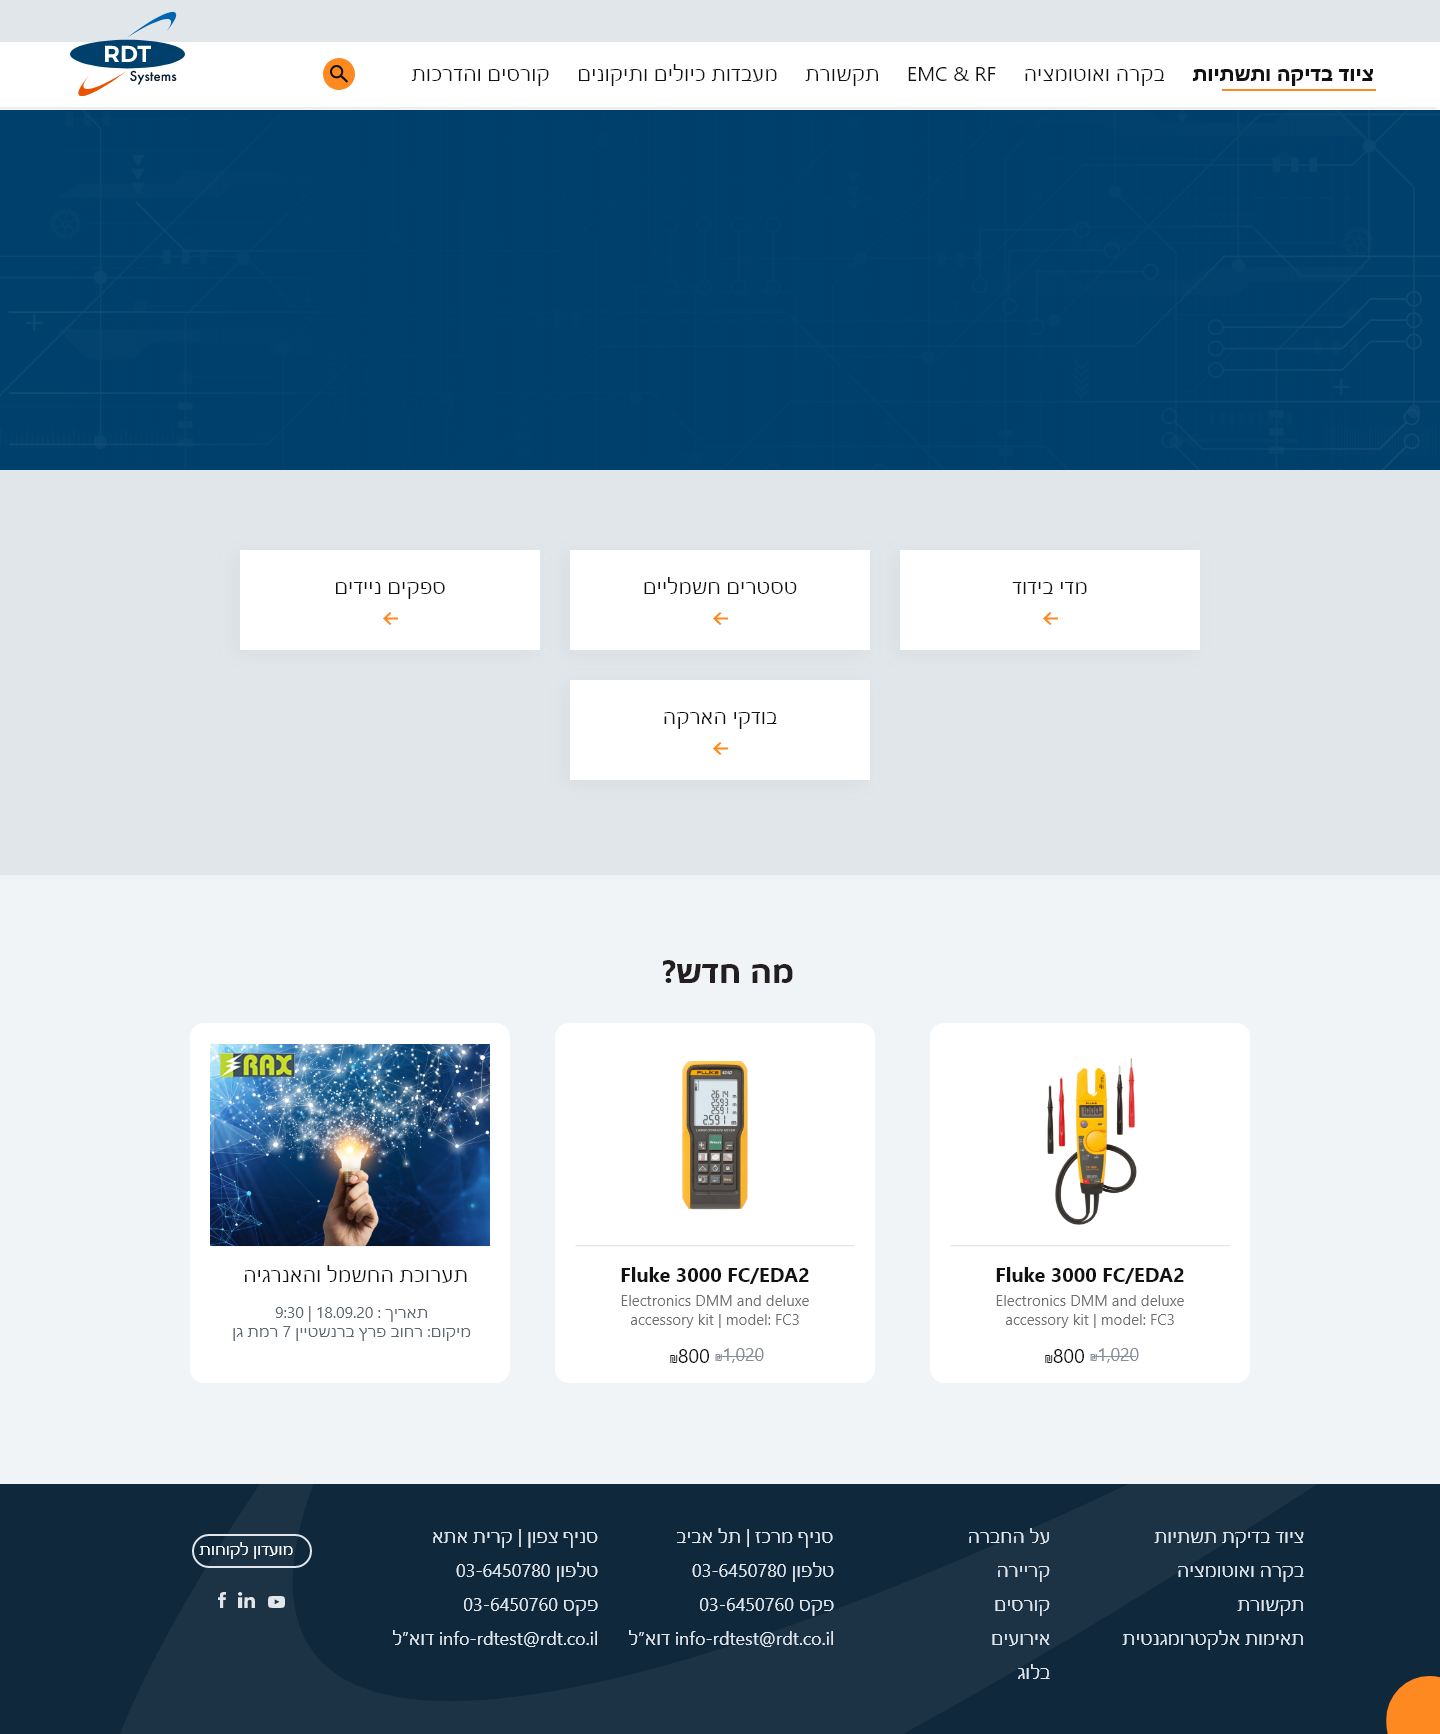 RDT
Systems
ציוד בדיקה ותשתיות
בקרה ואוטומציה
EMC & RF
תקשורת
מעבדות כיולים ותיקונים
קורסים והדרכות
מדי בידוד
טסטרים חשמליים
ספקים ניידים
בודקי הארקה
מה חדש?
Fluke 3000 FC/EDA2
Electronics DMM and deluxe
accessory kit | model: FC3
₪1,020 ₪800
FLUKE
Fluke 3000 FC/EDA2
Electronics DMM and deluxe
accessory kit | model: FC3
₪1,020 ₪800
RAX
תערוכת החשמל והאנרגיה
תאריך : 18.09.20 | 9:30
מיקום: רחוב פרץ ברנשטיין 7 רמת גן
ציוד בדיקת תשתיות
בקרה ואוטומציה
תקשורת
תאימות אלקטרומגנטית
על החברה
קריירה
קורסים
אירועים
בלוג
סניף מרכז | תל אביב
טלפון 03-6450780
פקס 03-6450760
info-rdtest@rdt.co.il דוא"ל
סניף צפון | קרית אתא
טלפון 03-6450780
פקס 03-6450760
info-rdtest@rdt.co.il דוא"ל
מועדון לקוחות